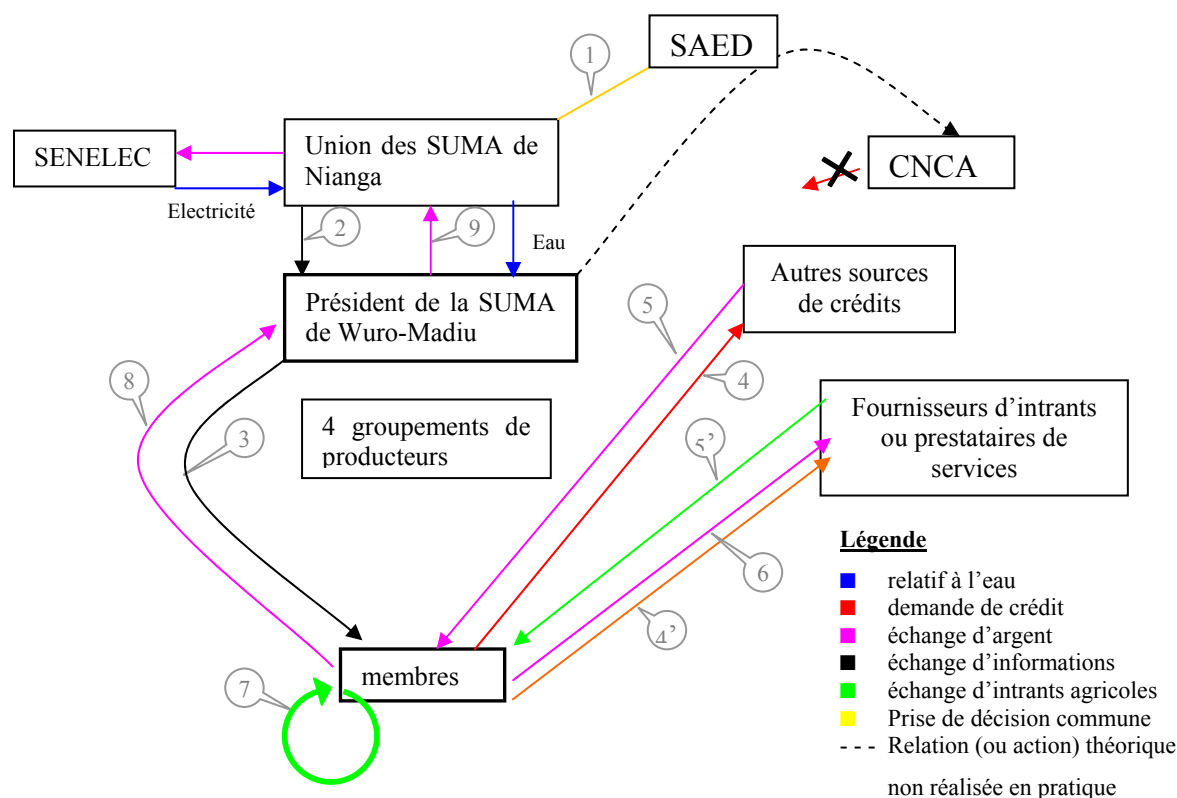 SAED
1
SENELEC
Union des SUMA de
Nianga
CNCA
Electricité
2
9
Eau
Président de la SUMA
de Wuro-Madiu
Autres sources
de crédits
5
4
8
3
4 groupements de
producteurs
5’
Fournisseurs d’intrants
ou prestataires de
services
6
4’
membres
7
Légende
relatif à l’eau
demande de crédit
échange d’argent
échange d’informations
échange d’intrants agricoles
Prise de décision commune
Relation (ou action) théorique
non réalisée en pratique